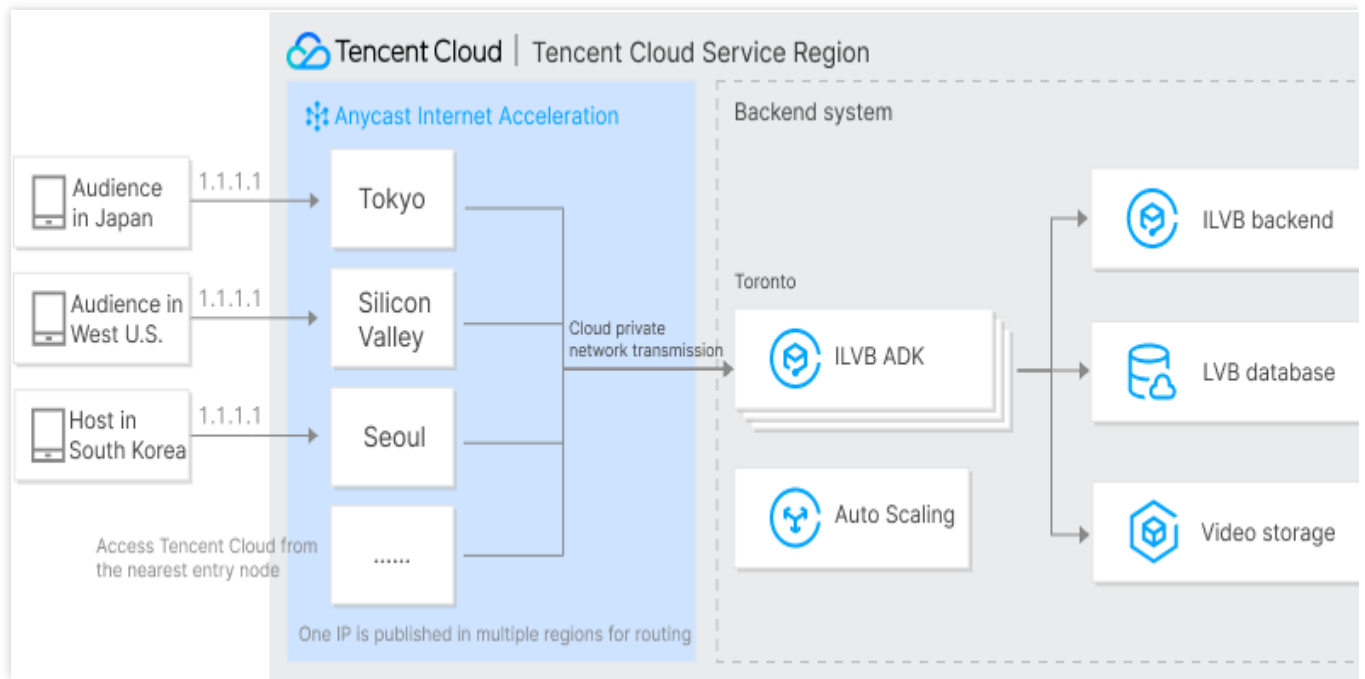 Tencent Cloud | Tencent Cloud Service Region
Anycast Internet Acceleration
Backend system
Audience
in Japan
1.1.1.1
Tokyo
ILVB backend
Audience in
West U.S.
1.1.1.1
Silicon
Valley
Toronto
Cloud private
network transmission
ILVB ADK
LVB database
Host in
South Korea
1.1.1.1
Seoul
Auto Scaling
Video storage
Access Tencent Cloud from
the nearest entry node
......
One IP is published in multiple regions for routing